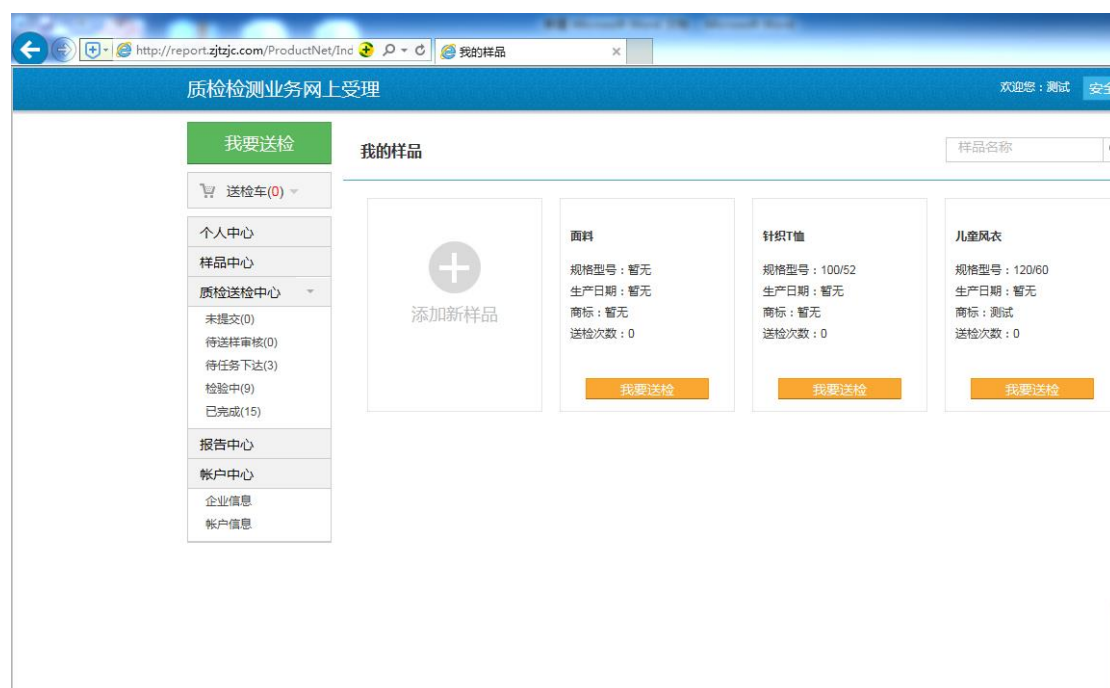 http://report.zjtzjc.com/ProductNet/Ind
我的样品
质检检测业务网上受理
欢迎您：测试
安全
我要送检
送检车(0)
个人中心
样品中心
质检送检中心
未提交(0)
待送样审核(0)
待任务下达(3)
检验中(9)
已完成(15)
报告中心
帐户中心
企业信息
帐户信息
我的样品
样品名称
添加新样品
面料
规格型号：暂无
生产日期：暂无
商标：暂无
送检次数：0
我要送检
针织T恤
规格型号：100/52
生产日期：暂无
商标：暂无
送检次数：0
我要送检
儿童风衣
规格型号：120/60
生产日期：暂无
商标：测试
送检次数：0
我要送检